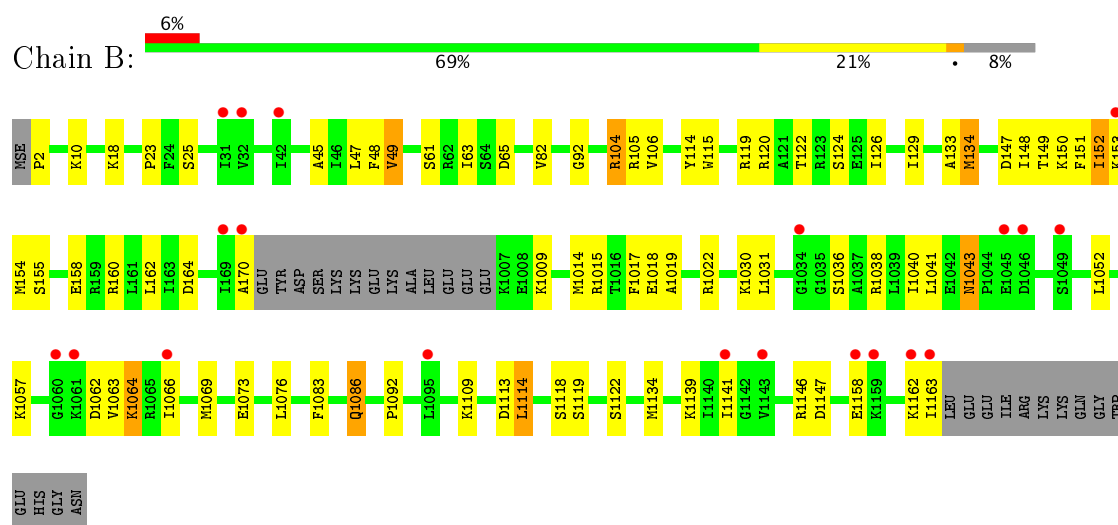 6%
Chain B:
69% 21% • 8%
MSE P2 K10 K18 P23 F24 S25 I31 V32 I42 A45 I46 L47 F48 V49 S61 R62 I63 S64 D65 V82 G92 R104 R105 V106 Y114 W115 R119 R120 A121 T122 R123 S124 E125 I126 I129 A133 M134 D147 I148 T149 K150 F151 I152 K153
M154 S155 E158 R159 R160 L161 L162 I163 D164 I169 A170 GLU TYR ASP SER LYS LYS GLU LYS ALA LEU GLU GLU GLU K1007 E1008 K1009 M1014 R1015 T1016 F1017 E1018 A1019 R1022 K1030 L1031 G1034 G1035 S1036 A1037 R1038 L1039 I1040 L1041 E1042 N1043 P1044 E1045 D1046 S1049 L1052
K1057 G1060 K1061 D1062 V1063 K1064 R1065 I1066 M1069 E1073 L1076 F1083 Q1086 P1092 L1095 K1109 D1113 L1114 S1118 S1119 S1122 M1134 K1139 I1140 I1141 G1142 V1143 R1146 D1147 E1158 K1159 K1162 I1163 LEU GLU GLU ILE ARG LYS LYS GLN GLY TRP
GLU HIS GLY ASN